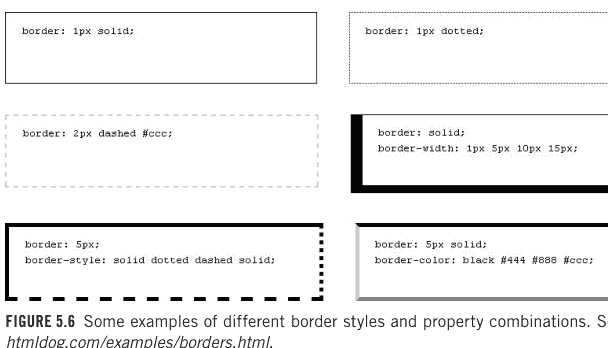 border: 1px solid;
border: 1px dotted;
border: 2px dashed #ccc;
border: solid;
border-width: 1px 5px 10px 15px;
border: 5px;
border-style: solid dotted dashed solid;
border: 5px solid;
border-color: black #444 #888 #ccc;
FIGURE 5.6 Some examples of different border styles and property combinations.
htmldog.com/examples/borders.html.